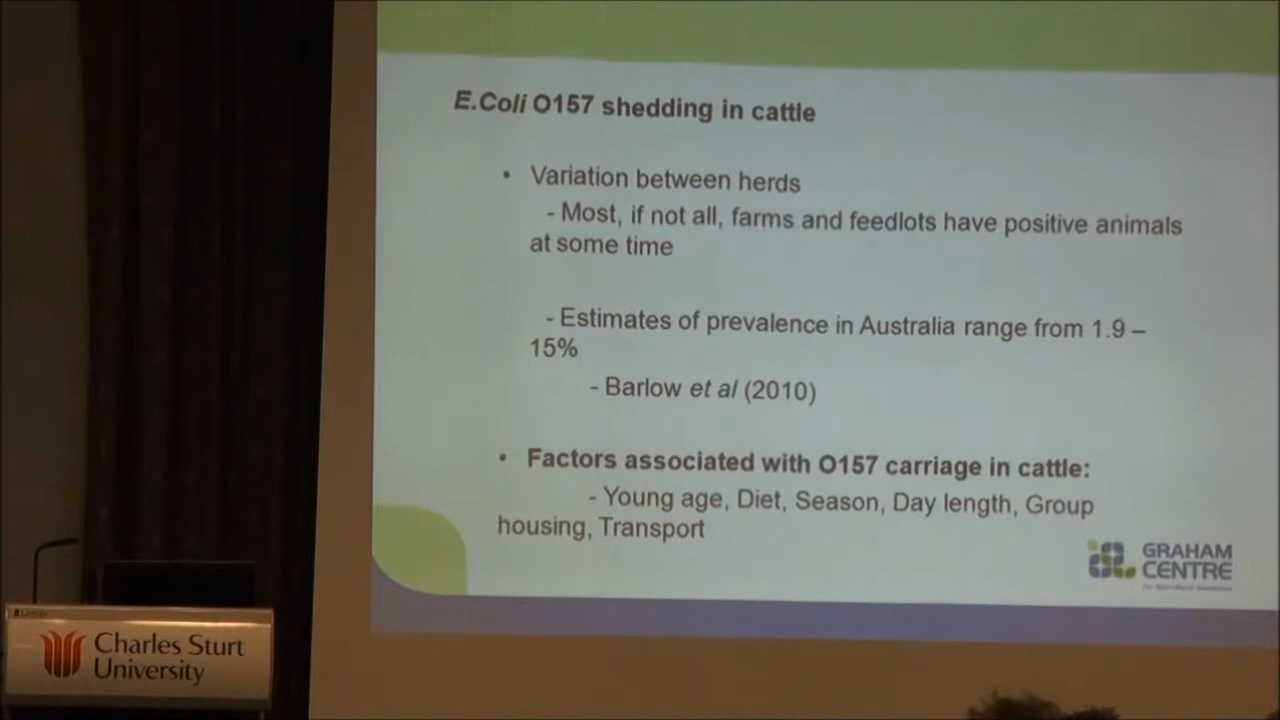 E.Coli O157 shedding in cattle
• Variation between herds
- Most, if not all, farms and feedlots have positive animals
at some time
- Estimates of prevalence in Australia range from 1.9 –
15%
- Barlow et al (2010)
• Factors associated with O157 carriage in cattle:
- Young age, Diet, Season, Day length, Group
housing, Transport
GRAHAM
CENTRE
Charles Sturt
University